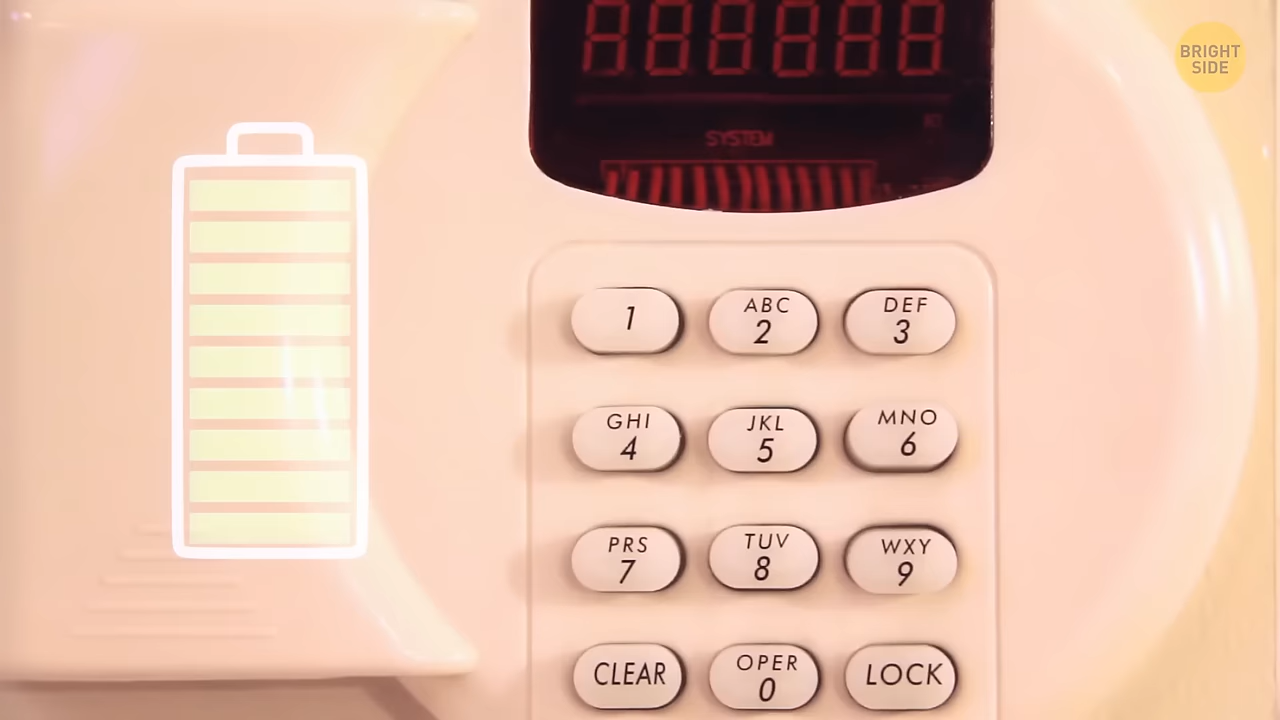 BRIGHT
SIDE
888888
SYSTEM
1
ABC
2
DEF
3
GHI
4
JKL
5
MNO
6
PRS
7
TUV
8
WXY
9
CLEAR
OPER
0
LOCK